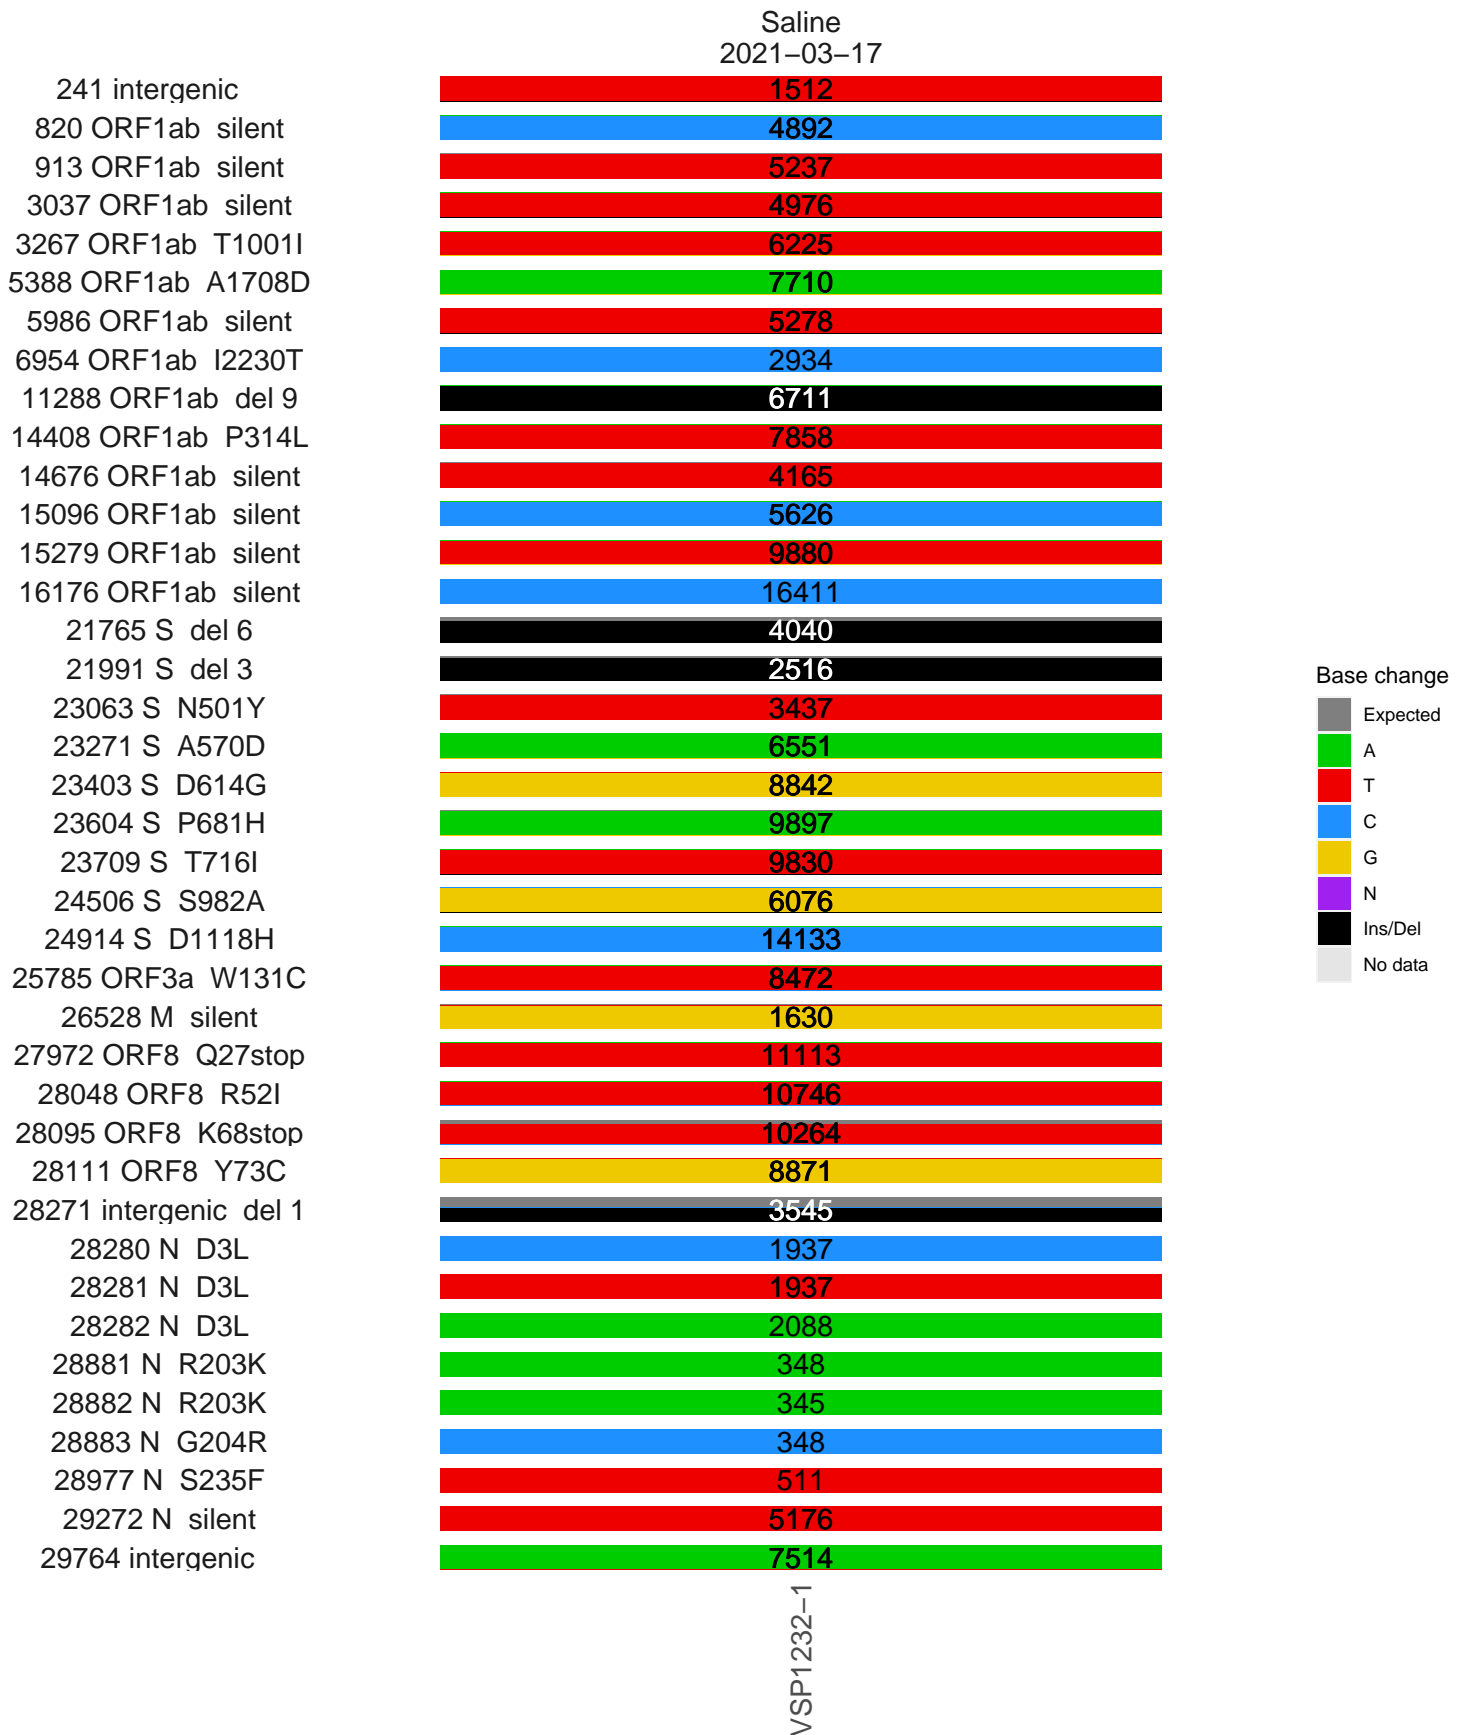 Saline
2021−03−17
241 intergenic 1512
820 ORF1ab silent 4892
913 ORF1ab silent 5237
3037 ORF1ab silent 4976
3267 ORF1ab T1001I 6225
5388 ORF1ab A1708D 7710
5986 ORF1ab silent 5278
6954 ORF1ab I2230T 2934
11288 ORF1ab del 9 6711
14408 ORF1ab P314L 7858
14676 ORF1ab silent 4165
15096 ORF1ab silent 5626
15279 ORF1ab silent 9880
16176 ORF1ab silent 16411
21765 S del 6 4040
21991 S del 3 2516
23063 S N501Y 3437
23271 S A570D 6551
23403 S D614G 8842
23604 S P681H 9897
23709 S T716I 9830
24506 S S982A 6076
24914 S D1118H 14133
25785 ORF3a W131C 8472
26528 M silent 1630
27972 ORF8 Q27stop 11113
28048 ORF8 R52I 10746
28095 ORF8 K68stop 10264
28111 ORF8 Y73C 8871
28271 intergenic del 1 3545
28280 N D3L 1937
28281 N D3L 1937
28282 N D3L 2088
28881 N R203K 348
28882 N R203K 345
28883 N G204R 348
28977 N S235F 511
29272 N silent 5176
29764 intergenic 7514
VSP1232−1
Base change
Expected
A
T
C
G
N
Ins/Del
No data